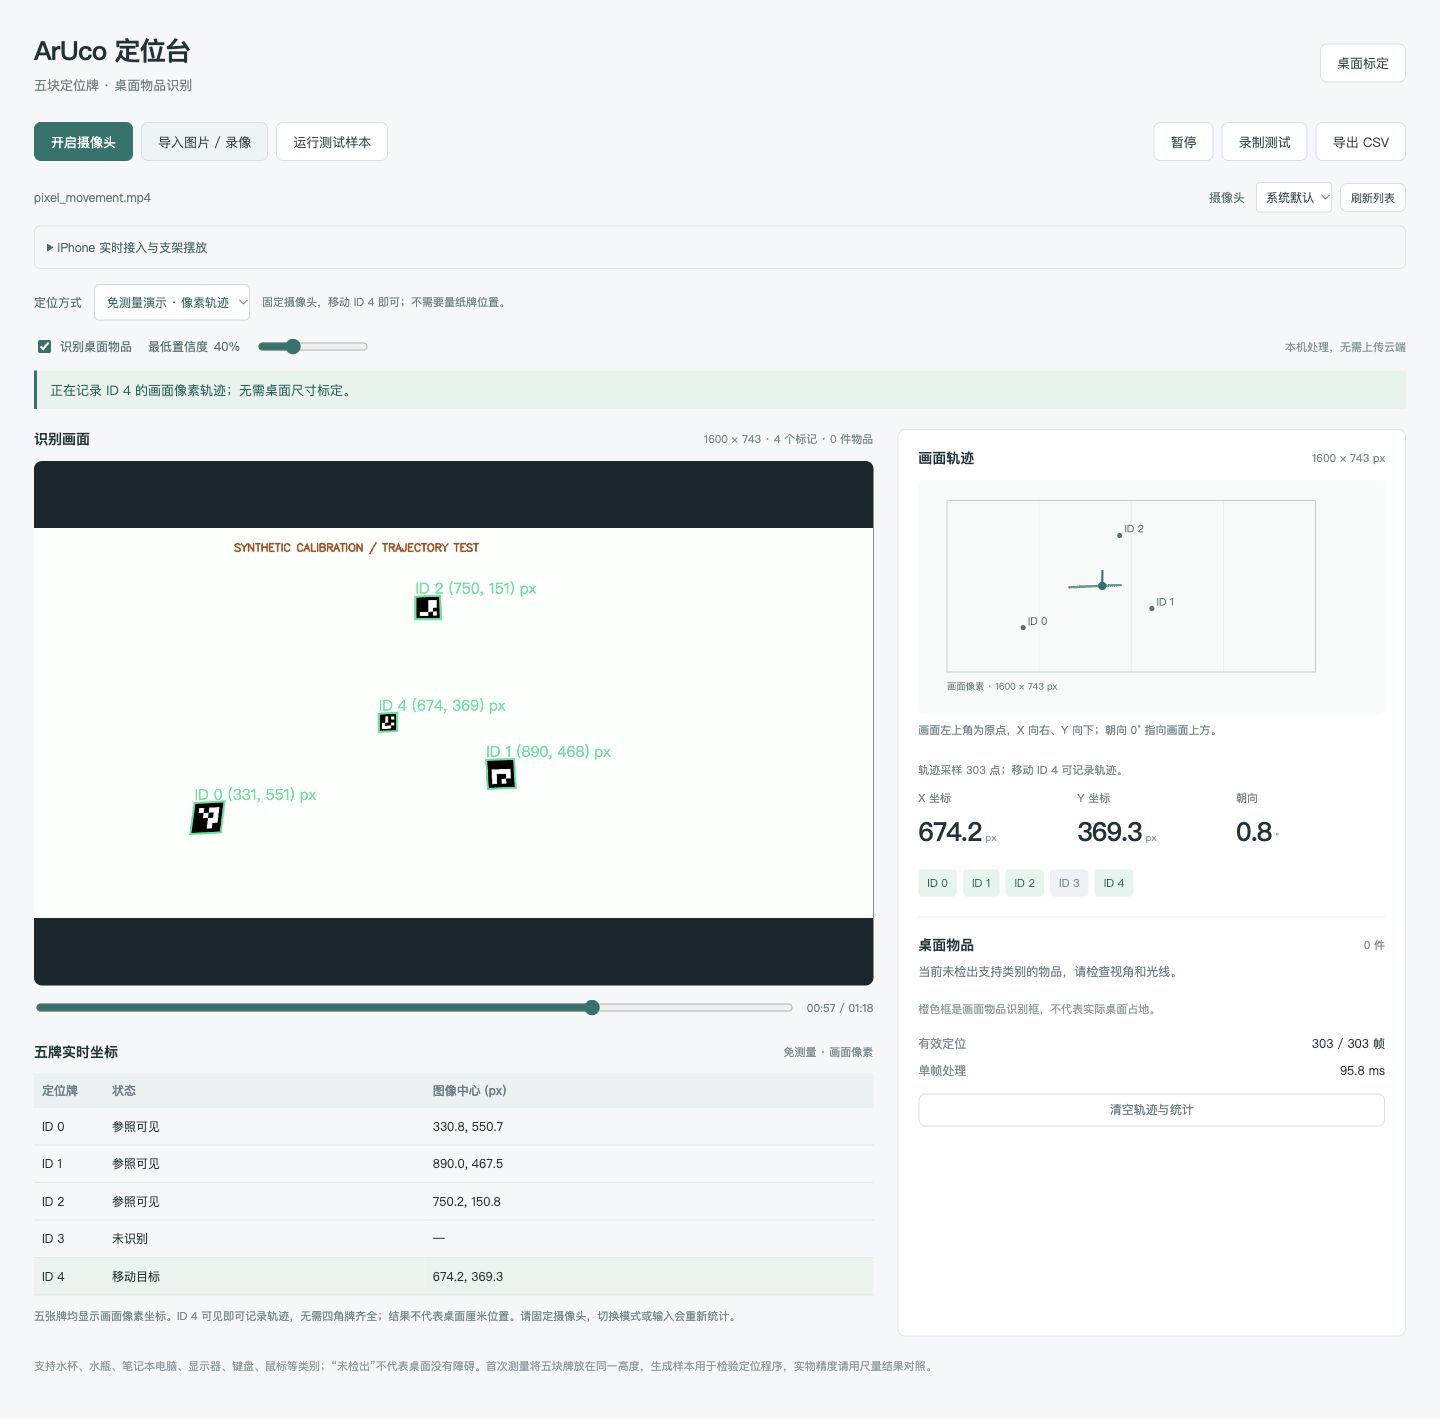 ArUco 定位台
五块定位牌 · 桌面物品识别
桌面标定
开启摄像头
导入图片 / 录像
运行测试样本
暂停
录制测试
导出 CSV
pixel_movement.mp4
摄像头
系统默认
刷新列表
iPhone 实时接入与支架摆放
定位方式
免测量演示 · 像素轨迹
固定摄像头，移动 ID 4 即可；不需要量纸牌位置。
识别桌面物品
最低置信度 40%
本机处理，无需上传云端
正在记录 ID 4 的画面像素轨迹；无需桌面尺寸标定。
识别画面
1600 × 743 · 4 个标记 · 0 件物品
SYNTHETIC CALIBRATION / TRAJECTORY TEST
ID 2 (750, 151) px
ID 4 (674, 369) px
ID 1 (890, 468) px
ID 0 (331, 551) px
00:57 / 01:18
五牌实时坐标
免测量 · 画面像素
定位牌 状态 图像中心 (px)
ID 0 参照可见 330.8, 550.7
ID 1 参照可见 890.0, 467.5
ID 2 参照可见 750.2, 150.8
ID 3 未识别 —
ID 4 移动目标 674.2, 369.3
五张牌均显示画面像素坐标。ID 4 可见即可记录轨迹，无需四角牌齐全；结果不代表桌面厘米位置。请固定摄像头，切换模式或输入会重新统计。
画面轨迹
1600 × 743 px
ID 2
ID 1
ID 0
画面像素 · 1600 × 743 px
画面左上角为原点，X 向右、Y 向下；朝向 0° 指向画面上方。
轨迹采样 303 点；移动 ID 4 可记录轨迹。
X 坐标 Y 坐标 朝向
674.2 px 369.3 px 0.8 °
ID 0 ID 1 ID 2 ID 3 ID 4
桌面物品
0 件
当前未检出支持类别的物品，请检查视角和光线。
橙色框是画面物品识别框，不代表实际桌面占地。
有效定位 303 / 303 帧
单帧处理 95.8 ms
清空轨迹与统计
支持水杯、水瓶、笔记本电脑、显示器、键盘、鼠标等类别；“未检出”不代表桌面没有障碍。首次测量将五块牌放在同一高度，生成样本用于检验定位程序，实物精度请用尺量结果对照。